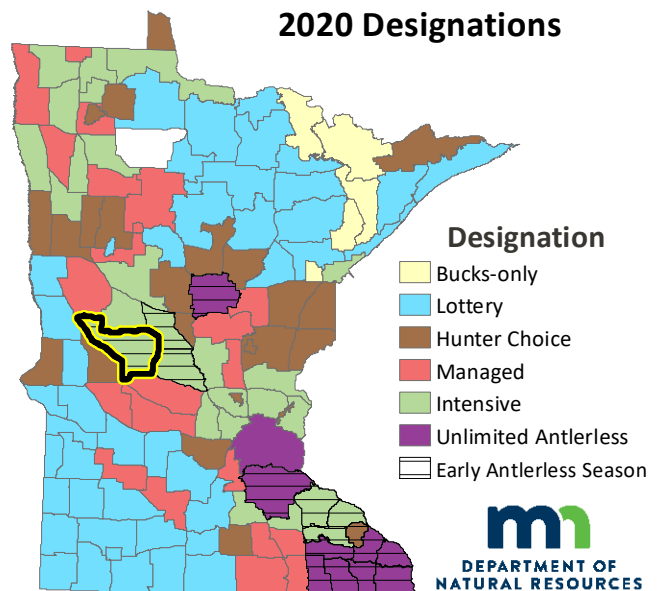 2020 Designations
Designation
Bucks-only
Lottery
Hunter Choice
Managed
Intensive
Unlimited Antlerless
Early Antlerless Season
mn
DEPARTMENT OF
NATURAL RESOURCES